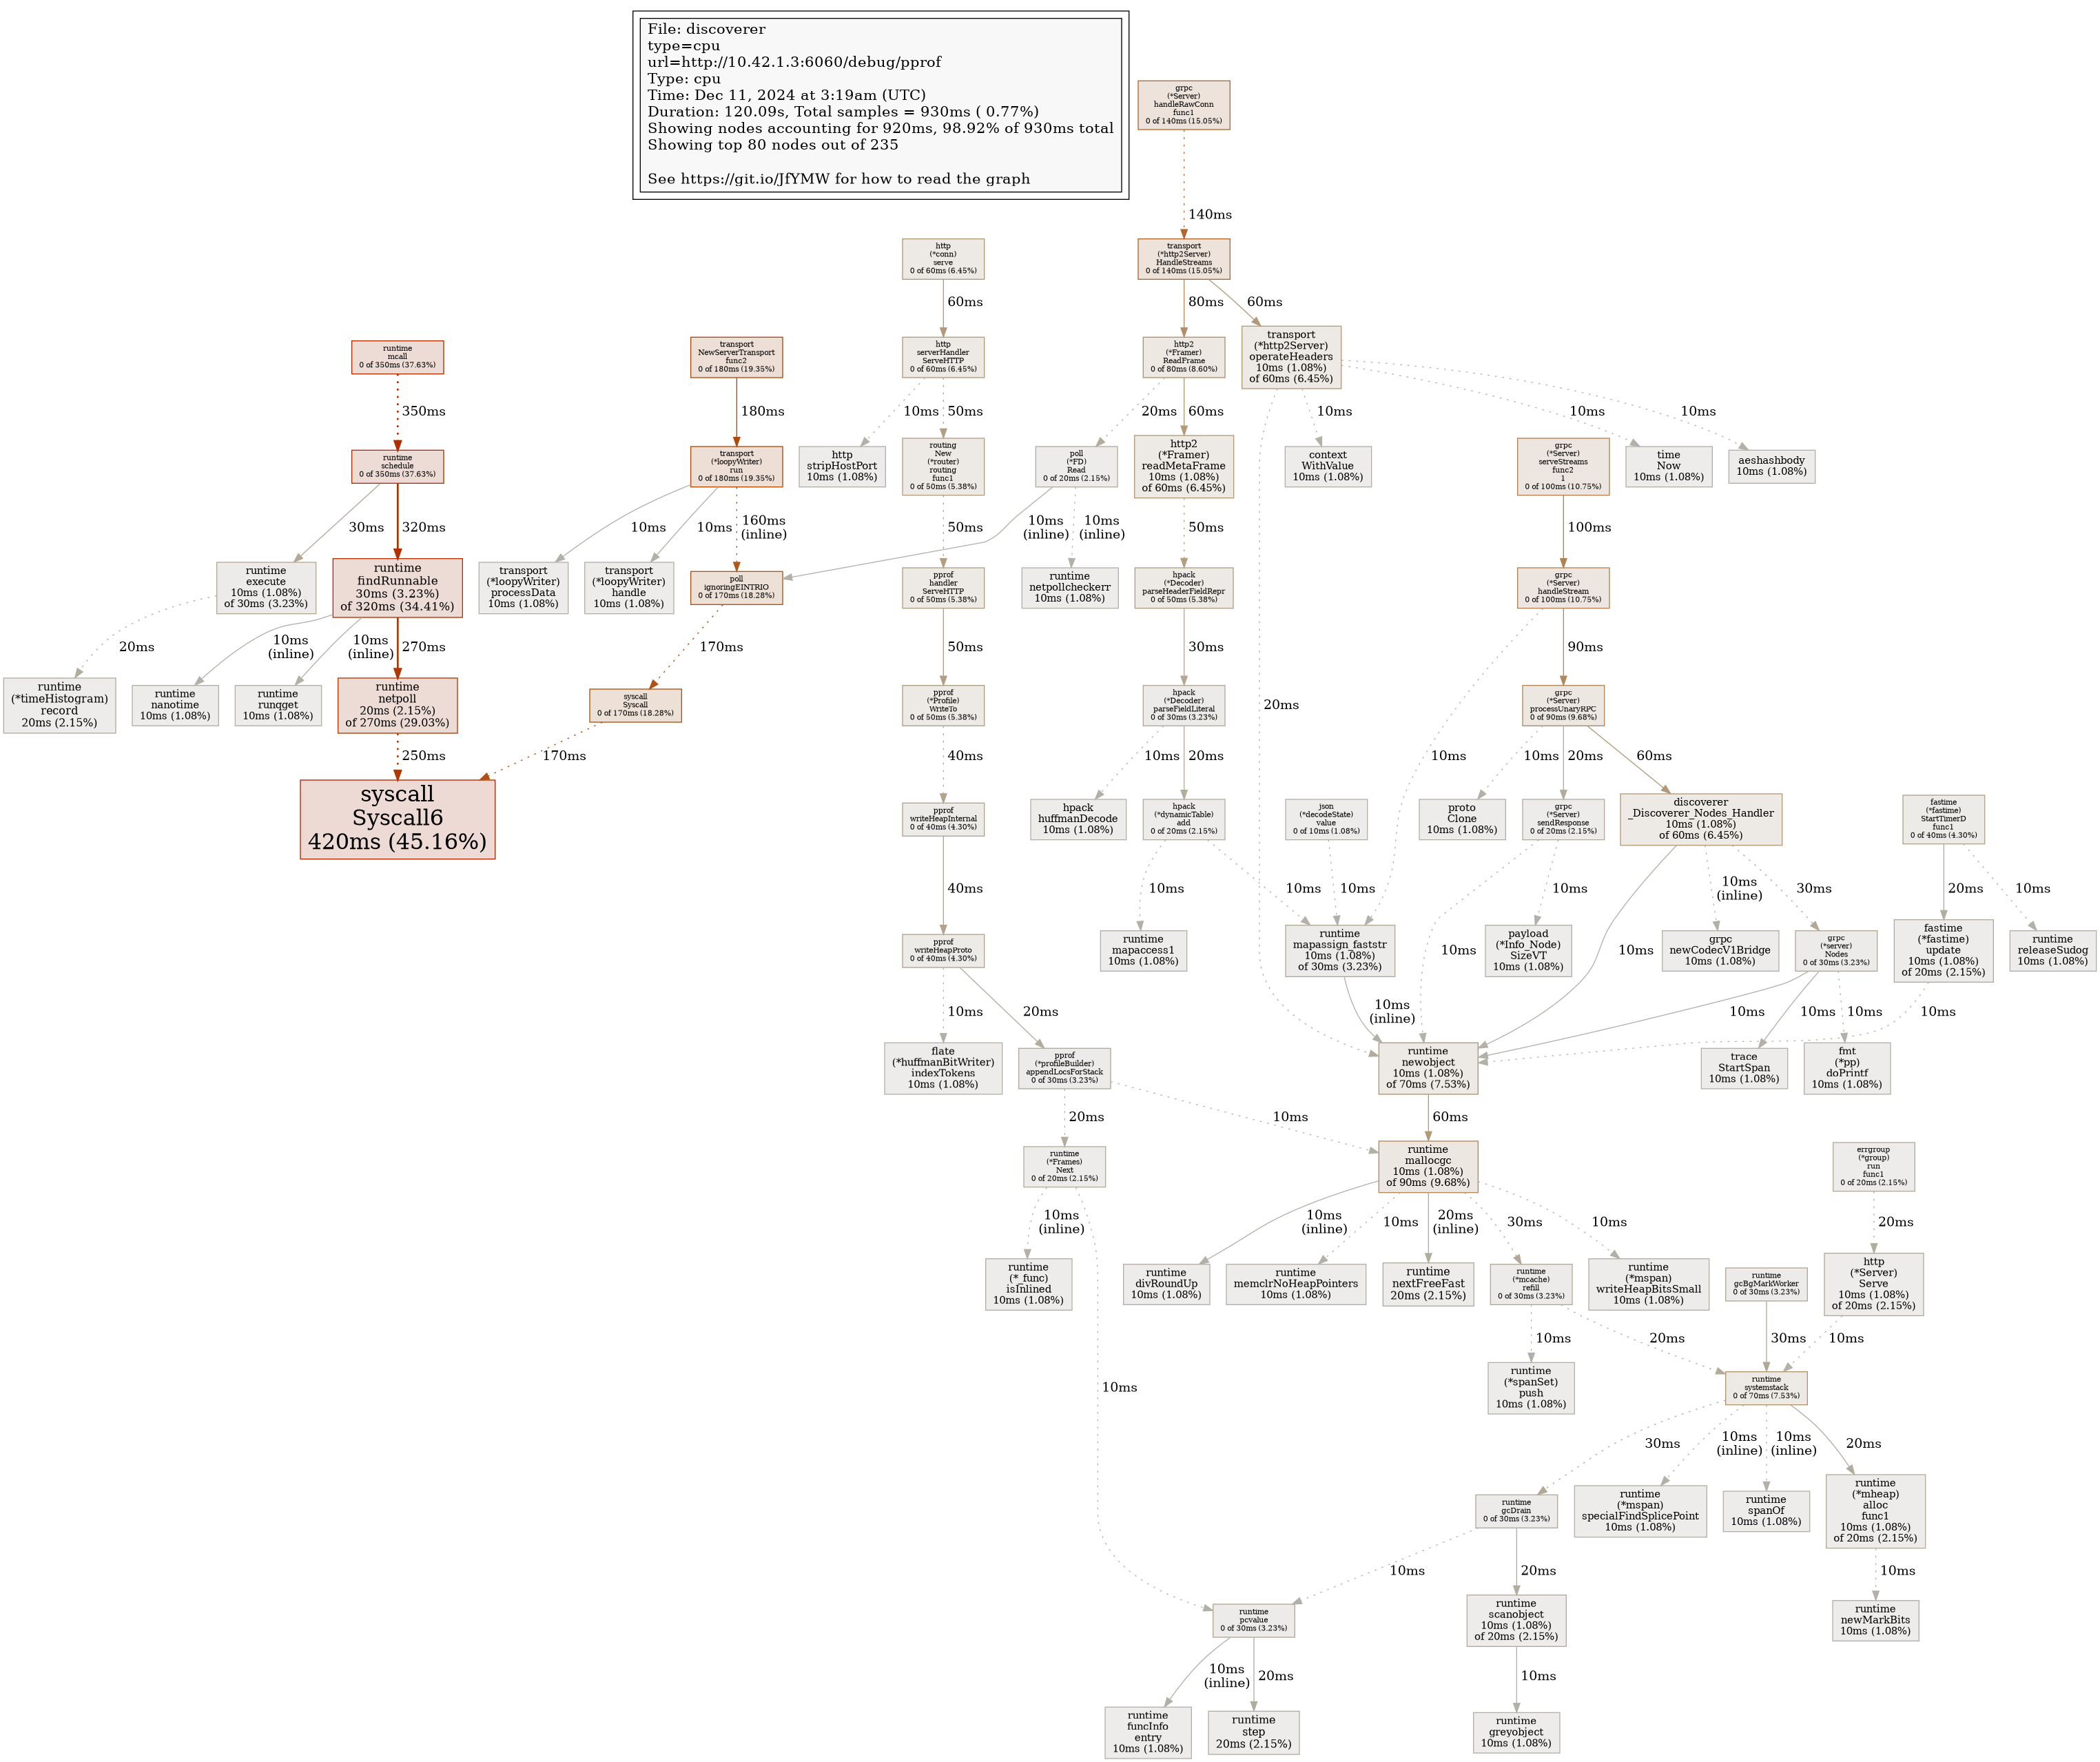 File: discoverer
type=cpu
url=http://10.42.1.3:6060/debug/pprof
Type: cpu
Time: Dec 11, 2024 at 3:19am (UTC)
Duration: 120.09s, Total samples = 930ms ( 0.77%)
Showing nodes accounting for 920ms, 98.92% of 930ms total
Showing top 80 nodes out of 235
See https://git.io/JfYMW for how to read the graph
grpc
(*Server)
handleRawConn
func1
0 of 140ms (15.05%)
140ms
http
(*conn)
serve
0 of 60ms (6.45%)
transport
(*http2Server)
HandleStreams
0 of 140ms (15.05%)
60ms
80ms
60ms
runtime
mcall
0 of 350ms (37.63%)
transport
NewServerTransport
func2
0 of 180ms (19.35%)
http
serverHandler
ServeHTTP
0 of 60ms (6.45%)
http2
(*Framer)
ReadFrame
0 of 80ms (8.60%)
transport
(*http2Server)
operateHeaders
10ms (1.08%)
of 60ms (6.45%)
350ms
180ms
10ms
50ms
20ms
60ms
10ms
10ms
10ms
runtime
schedule
0 of 350ms (37.63%)
transport
(*loopyWriter)
run
0 of 180ms (19.35%)
http
stripHostPort
10ms (1.08%)
routing
New
(*router)
routing
func1
0 of 50ms (5.38%)
poll
(*FD)
Read
0 of 20ms (2.15%)
http2
(*Framer)
readMetaFrame
10ms (1.08%)
of 60ms (6.45%)
context
WithValue
10ms (1.08%)
grpc
(*Server)
serveStreams
func2
1
0 of 100ms (10.75%)
time
Now
10ms (1.08%)
aeshashbody
10ms (1.08%)
30ms
320ms
10ms
10ms
160ms
(inline)
50ms
10ms
(inline)
10ms
(inline)
50ms
100ms
runtime
execute
10ms (1.08%)
of 30ms (3.23%)
runtime
findRunnable
30ms (3.23%)
of 320ms (34.41%)
transport
(*loopyWriter)
processData
10ms (1.08%)
transport
(*loopyWriter)
handle
10ms (1.08%)
poll
ignoringEINTRIO
0 of 170ms (18.28%)
pprof
handler
ServeHTTP
0 of 50ms (5.38%)
runtime
netpollcheckerr
10ms (1.08%)
hpack
(*Decoder)
parseHeaderFieldRepr
0 of 50ms (5.38%)
grpc
(*Server)
handleStream
0 of 100ms (10.75%)
20ms
10ms
(inline)
10ms
(inline)
270ms
170ms
50ms
30ms
90ms
runtime
(*timeHistogram)
record
20ms (2.15%)
runtime
nanotime
10ms (1.08%)
runtime
runqget
10ms (1.08%)
runtime
netpoll
20ms (2.15%)
of 270ms (29.03%)
syscall
Syscall
0 of 170ms (18.28%)
pprof
(*Profile)
WriteTo
0 of 50ms (5.38%)
hpack
(*Decoder)
parseFieldLiteral
0 of 30ms (3.23%)
20ms
grpc
(*Server)
processUnaryRPC
0 of 90ms (9.68%)
250ms
170ms
40ms
10ms
20ms
10ms
10ms
20ms
60ms
syscall
Syscall6
420ms (45.16%)
pprof
writeHeapInternal
0 of 40ms (4.30%)
hpack
huffmanDecode
10ms (1.08%)
hpack
(*dynamicTable)
add
0 of 20ms (2.15%)
json
(*decodeState)
value
0 of 10ms (1.08%)
proto
Clone
10ms (1.08%)
grpc
(*Server)
sendResponse
0 of 20ms (2.15%)
discoverer
_Discoverer_Nodes_Handler
10ms (1.08%)
of 60ms (6.45%)
fastime
(*fastime)
StartTimerD
func1
0 of 40ms (4.30%)
40ms
10ms
10ms
10ms
10ms
10ms
(inline)
30ms
20ms
10ms
pprof
writeHeapProto
0 of 40ms (4.30%)
runtime
mapaccess1
10ms (1.08%)
runtime
mapassign_faststr
10ms (1.08%)
of 30ms (3.23%)
10ms
payload
(*Info_Node)
SizeVT
10ms (1.08%)
10ms
grpc
newCodecV1Bridge
10ms (1.08%)
grpc
(*server)
Nodes
0 of 30ms (3.23%)
fastime
(*fastime)
update
10ms (1.08%)
of 20ms (2.15%)
runtime
releaseSudog
10ms (1.08%)
10ms
20ms
10ms
(inline)
10ms
10ms
10ms
10ms
flate
(*huffmanBitWriter)
indexTokens
10ms (1.08%)
pprof
(*profileBuilder)
appendLocsForStack
0 of 30ms (3.23%)
runtime
newobject
10ms (1.08%)
of 70ms (7.53%)
trace
StartSpan
10ms (1.08%)
fmt
(*pp)
doPrintf
10ms (1.08%)
20ms
10ms
60ms
runtime
(*Frames)
Next
0 of 20ms (2.15%)
runtime
mallocgc
10ms (1.08%)
of 90ms (9.68%)
errgroup
(*group)
run
func1
0 of 20ms (2.15%)
10ms
(inline)
10ms
(inline)
10ms
20ms
(inline)
30ms
10ms
20ms
runtime
(*_func)
isInlined
10ms (1.08%)
runtime
divRoundUp
10ms (1.08%)
runtime
memclrNoHeapPointers
10ms (1.08%)
runtime
nextFreeFast
20ms (2.15%)
runtime
(*mcache)
refill
0 of 30ms (3.23%)
runtime
(*mspan)
writeHeapBitsSmall
10ms (1.08%)
runtime
gcBgMarkWorker
0 of 30ms (3.23%)
http
(*Server)
Serve
10ms (1.08%)
of 20ms (2.15%)
10ms
10ms
20ms
30ms
10ms
runtime
(*spanSet)
push
10ms (1.08%)
runtime
systemstack
0 of 70ms (7.53%)
30ms
10ms
(inline)
10ms
(inline)
20ms
runtime
gcDrain
0 of 30ms (3.23%)
runtime
(*mspan)
specialFindSplicePoint
10ms (1.08%)
runtime
spanOf
10ms (1.08%)
runtime
(*mheap)
alloc
func1
10ms (1.08%)
of 20ms (2.15%)
10ms
20ms
10ms
runtime
pcvalue
0 of 30ms (3.23%)
runtime
scanobject
10ms (1.08%)
of 20ms (2.15%)
runtime
newMarkBits
10ms (1.08%)
10ms
(inline)
20ms
10ms
runtime
funcInfo
entry
10ms (1.08%)
runtime
step
20ms (2.15%)
runtime
greyobject
10ms (1.08%)